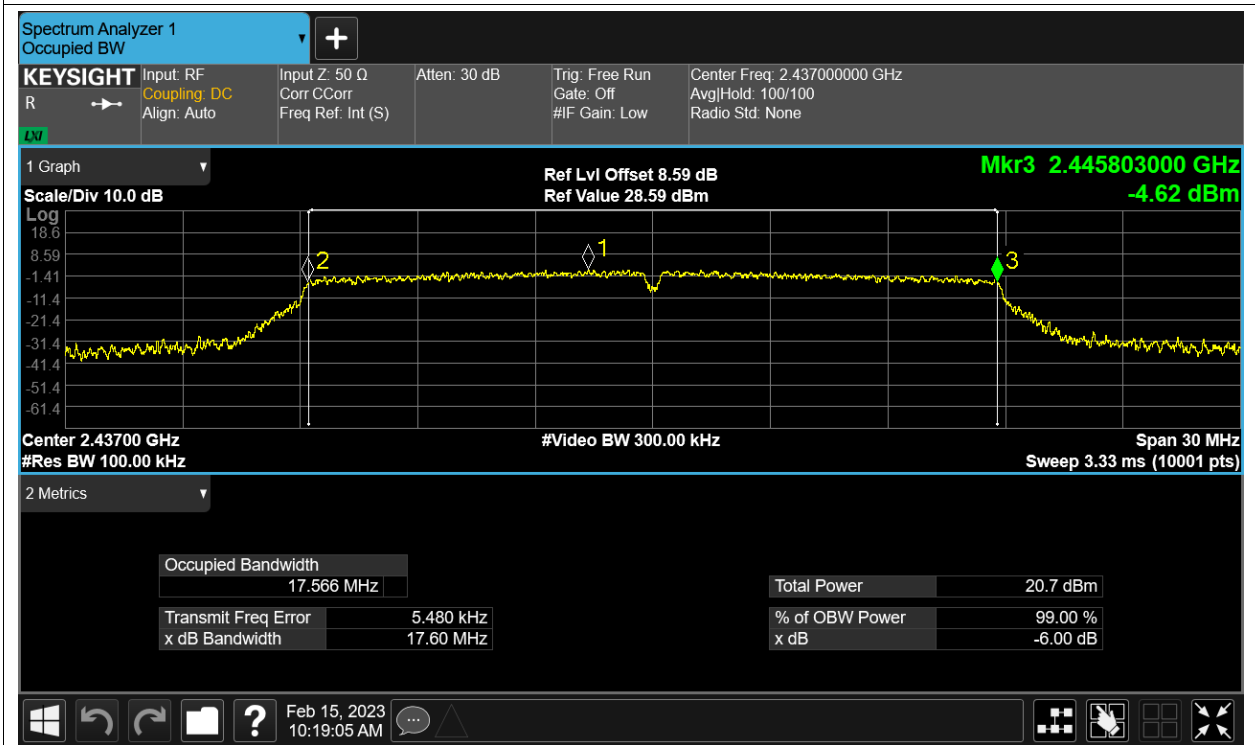 Spectrum Analyzer 1
Occupied BW
KEYSIGHT
R
LXI
Input: RF
Coupling: DC
Align: Auto
Input Z: 50 Ω
Corr CCorr
Freq Ref: Int (S)
Atten: 30 dB
Trig: Free Run
Gate: Off
#IF Gain: Low
Center Freq: 2.437000000 GHz
Avg|Hold: 100/100
Radio Std: None
1 Graph
Scale/Div 10.0 dB
Ref Lvl Offset 8.59 dB
Ref Value 28.59 dBm
Mkr3 2.445803000 GHz
-4.62 dBm
Log
18.6
8.59
-1.41
-11.4
-21.4
-31.4
-41.4
-51.4
-61.4
2
1
3
Center 2.43700 GHz
#Res BW 100.00 kHz
#Video BW 300.00 kHz
Span 30 MHz
Sweep 3.33 ms (10001 pts)
2 Metrics
Occupied Bandwidth
17.566 MHz
Transmit Freq Error 5.480 kHz
x dB Bandwidth 17.60 MHz
Total Power 20.7 dBm
% of OBW Power 99.00 %
x dB -6.00 dB
?
Feb 15, 2023
10:19:05 AM